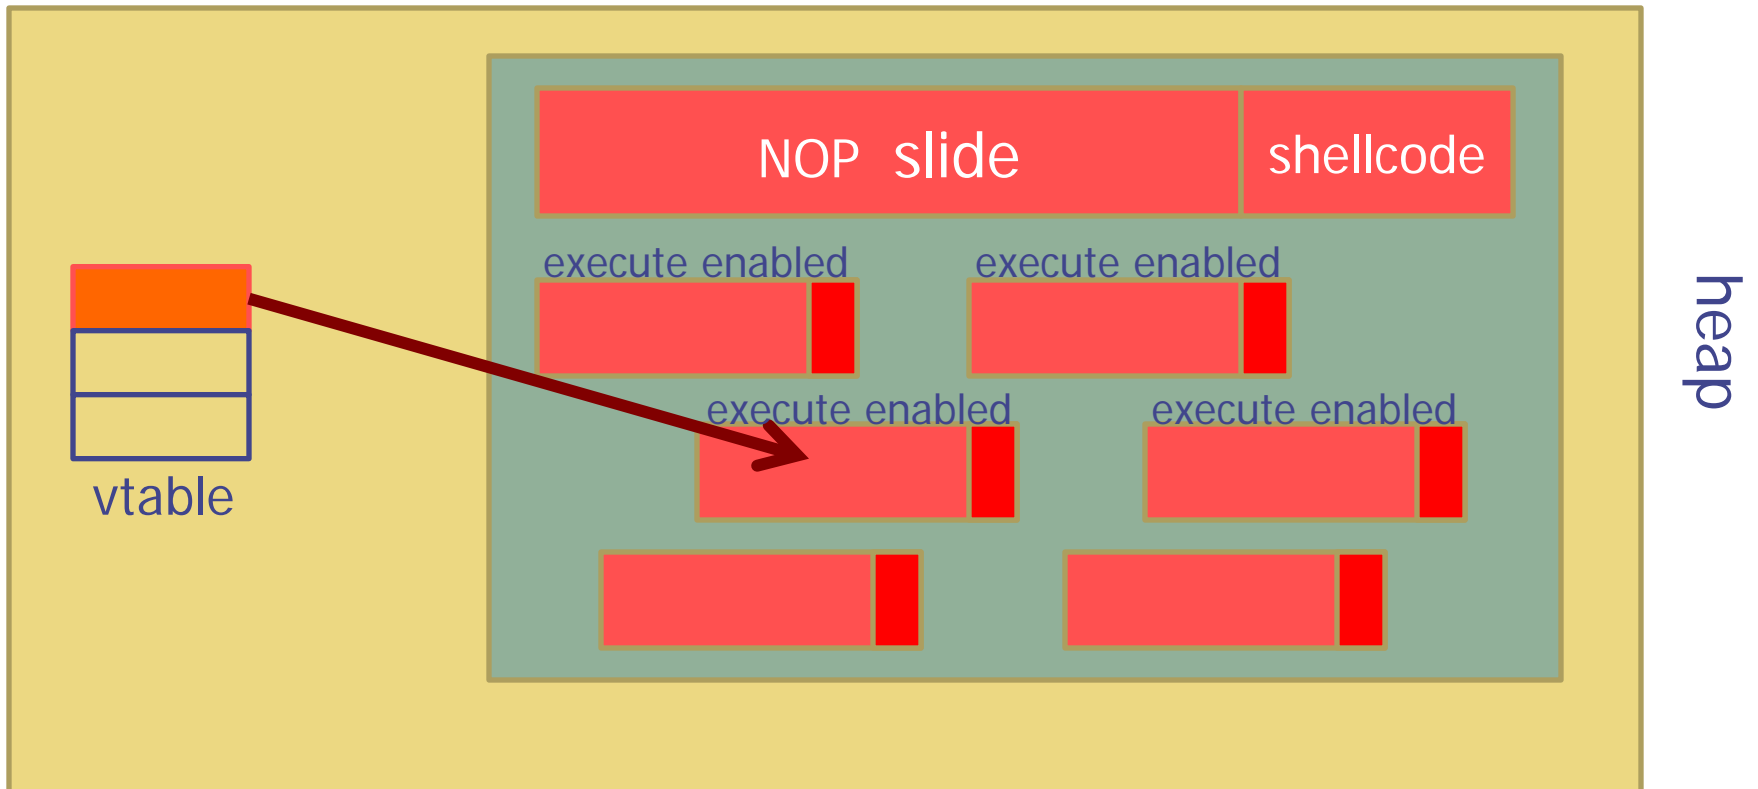 NOP slide
shellcode
execute enabled
execute enabled
execute enabled
execute enabled
vtable
heap